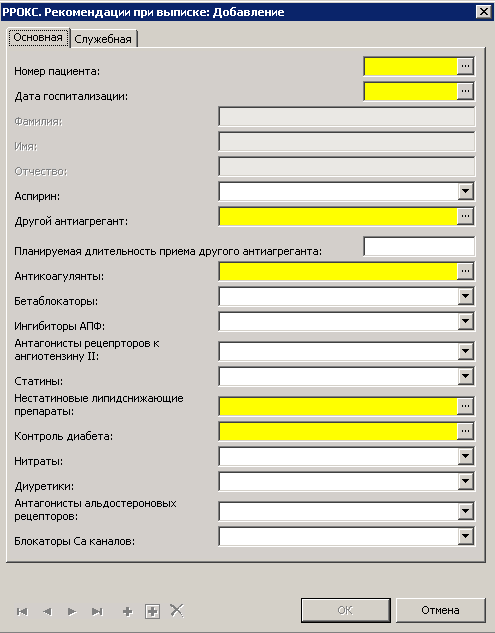 РРОКС. Рекомендации при выписке: Добавление
Основная Служебная
Номер пациента: ...
Дата госпитализации: ...
Фамилия:
Имя:
Отчество:
Аспирин:
Другой антиагрегант: ...
Планируемая длительность приема другого антиагреганта:
Антикоагулянты: ...
Бетаблокаторы:
Ингибиторы АПФ:
Антагонисты рецепрторов к
ангиотензину II:
Статины:
Нестатиновые липидснижающие
препараты: ...
Контроль диабета: ...
Нитраты:
Диуретики:
Антагонисты альдостероновых
рецепторов:
Блокаторы Са каналов:
ОК Отмена